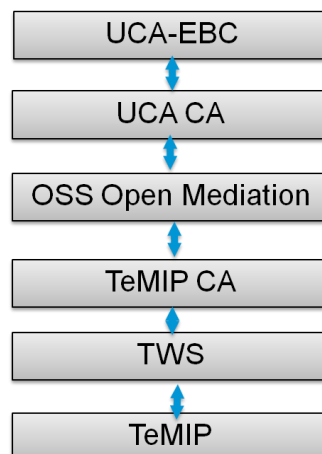 UCA-EBC
UCA CA
OSS Open Mediation
TeMIP CA
TWS
TeMIP